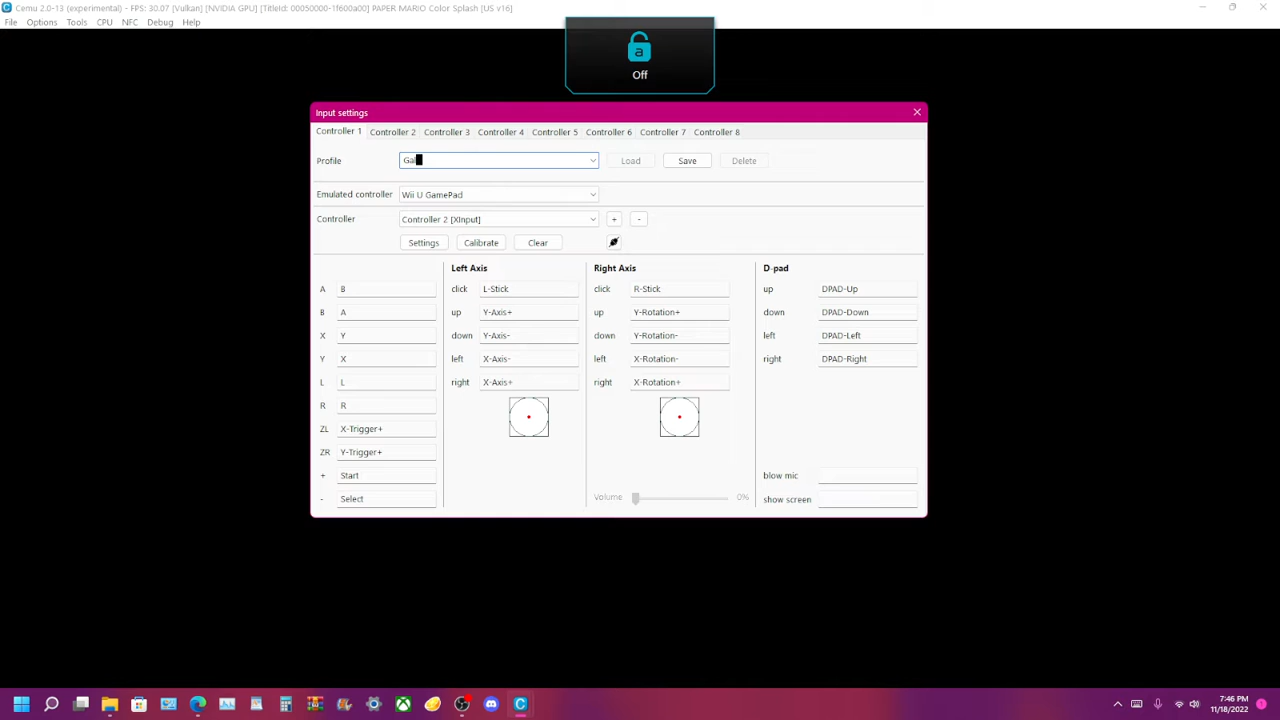 Cemu 2.0-13 (experimental) - FPS: 30.07 [Vulkan] [NVIDIA GPU] [TitleId: 00050000-1f600a00] PAPER MARIO Color Splash [US v16]
File Options Tools CPU NFC Debug Help
a
Off
Input settings
Controller 1 Controller 2 Controller 3 Controller 4 Controller 5 Controller 6 Controller 7 Controller 8
Profile Gal Load Save Delete
Emulated controller Wii U GamePad
Controller Controller 2 [XInput] + -
Settings Calibrate Clear
Left Axis Right Axis D-pad
A B click L-Stick click R-Stick up DPAD-Up
B A up Y-Axis+ up Y-Rotation+ down DPAD-Down
X Y down Y-Axis- down Y-Rotation- left DPAD-Left
Y X left X-Axis- left X-Rotation- right DPAD-Right
L L right X-Axis+ right X-Rotation+
R R
ZL X-Trigger+
ZR Y-Trigger+
+ Start blow mic
- Select Volume 0% show screen
7:46 PM
11/18/2022